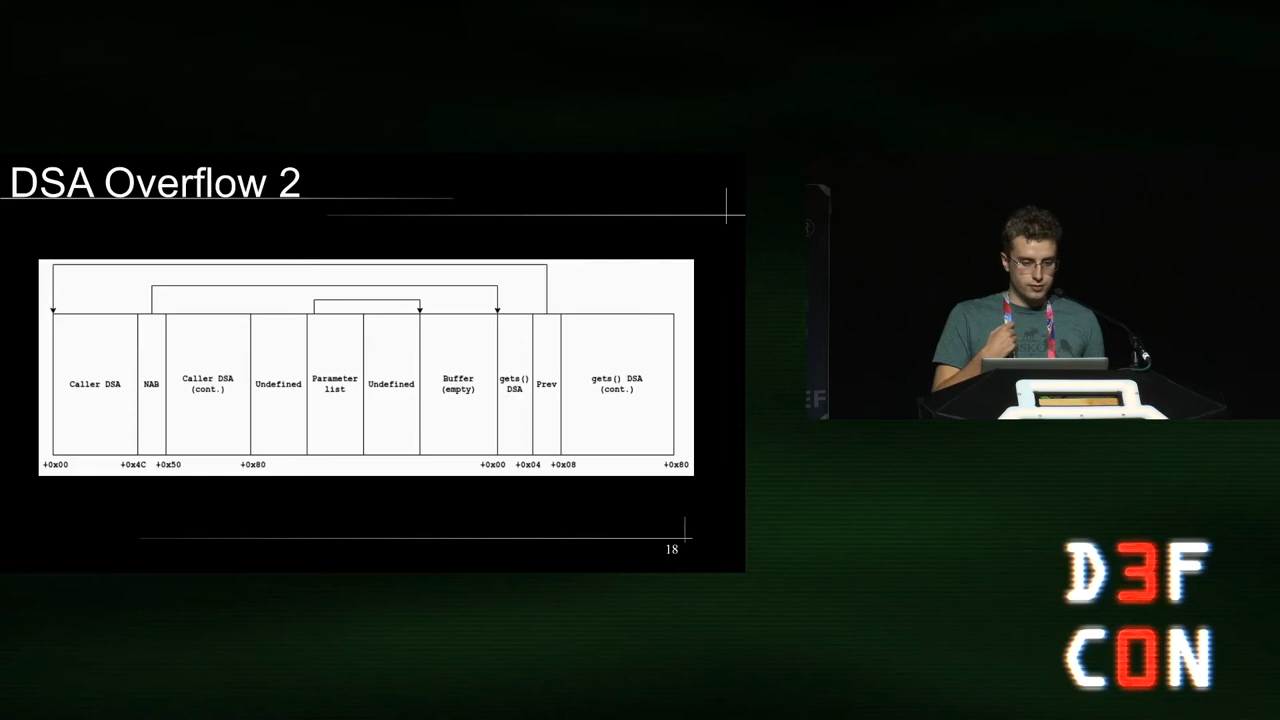 DSA Overflow 2
Caller DSA
NAB
Caller DSA
(cont.)
Undefined
Parameter
list
Undefined
Buffer
(empty)
gets()
DSA
Prev
gets() DSA
(cont.)
+0x00
+0x4C
+0x50
+0x80
+0x00
+0x04
+0x08
+0x80
18
D3F
C0N